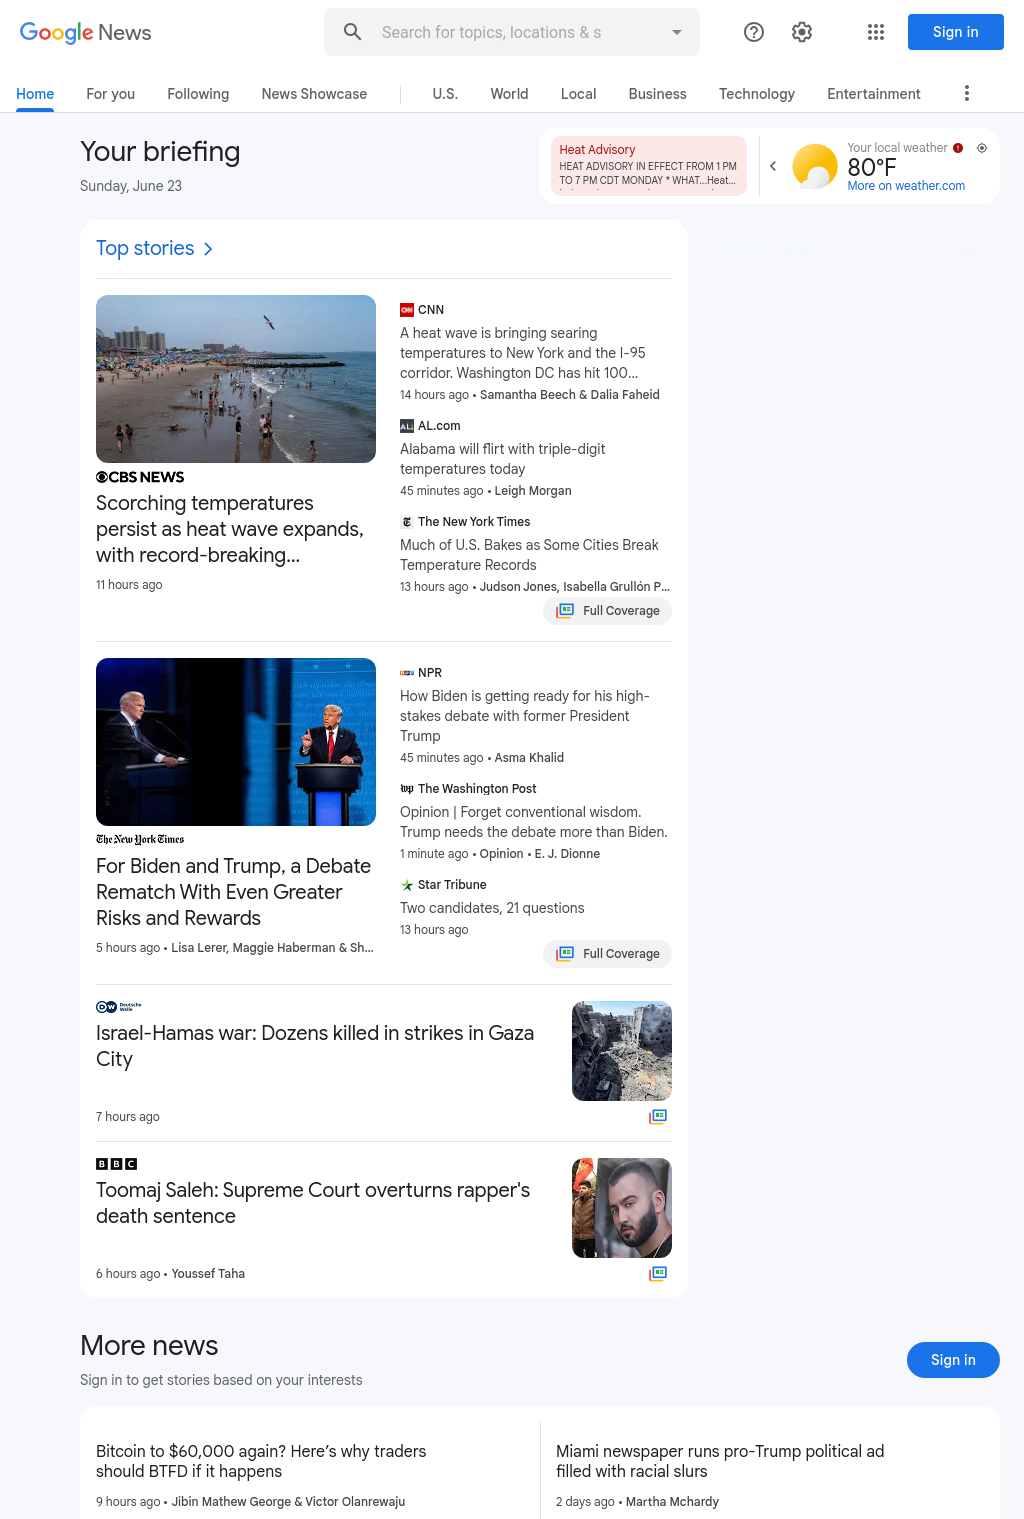 Google News
Search for topics, locations & s
Sign in
Home
For you
Following
News Showcase
U.S.
World
Local
Business
Technology
Entertainment
Your briefing
Sunday, June 23
Heat Advisory
HEAT ADVISORY IN EFFECT FROM 1 PM
TO 7 PM CDT MONDAY * WHAT...Heat...
Your local weather
80°F
More on weather.com
Top stories
CBS NEWS
Scorching temperatures
persist as heat wave expands,
with record-breaking...
11 hours ago
CNN
A heat wave is bringing searing
temperatures to New York and the I-95
corridor. Washington DC has hit 100...
14 hours ago • Samantha Beech & Dalia Faheid
AL.com
Alabama will flirt with triple-digit
temperatures today
45 minutes ago • Leigh Morgan
The New York Times
Much of U.S. Bakes as Some Cities Break
Temperature Records
13 hours ago • Judson Jones, Isabella Grullón P...
Full Coverage
The New York Times
For Biden and Trump, a Debate
Rematch With Even Greater
Risks and Rewards
5 hours ago • Lisa Lerer, Maggie Haberman & Sh...
NPR
How Biden is getting ready for his high-
stakes debate with former President
Trump
45 minutes ago • Asma Khalid
wp The Washington Post
Opinion | Forget conventional wisdom.
Trump needs the debate more than Biden.
1 minute ago • Opinion • E. J. Dionne
Star Tribune
Two candidates, 21 questions
13 hours ago
Full Coverage
DW Deutsche
Welle
Israel-Hamas war: Dozens killed in strikes in Gaza
City
7 hours ago
BBC
Toomaj Saleh: Supreme Court overturns rapper's
death sentence
6 hours ago • Youssef Taha
More news
Sign in to get stories based on your interests
Sign in
Bitcoin to $60,000 again? Here’s why traders
should BTFD if it happens
9 hours ago • Jibin Mathew George & Victor Olanrewaju
Miami newspaper runs pro-Trump political ad
filled with racial slurs
2 days ago • Martha Mchardy